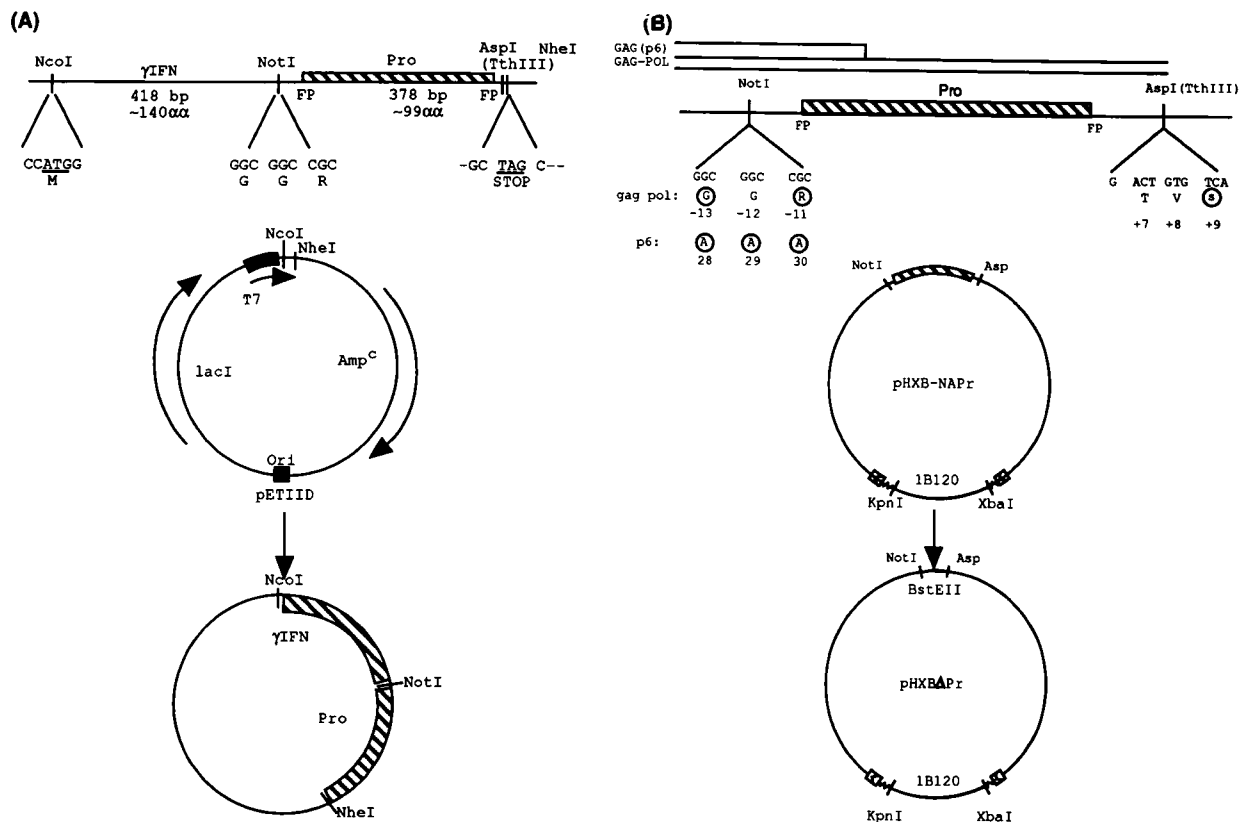 (A)
NcoI γIFN NotI Pro AspI NheI
(TthIII)
418 bp FP 378 bp FP
~140αα ~99αα
CCATGG GGC GGC CGC ~GC TAG C--
M G G R STOP
NcoI
NheI
T7
lacI
Amp^c
Ori
pETIID
NcoI
γIFN
NotI
Pro
NheI
(B)
GAG(p6)
GAG-POL
NotI Pro AspI(TthIII)
FP FP
GGC GGC CGC G ACT GTG TCA
gag pol: G G R T V s
-13 -12 -11 +7 +8 +9
p6: A A A
28 29 30
NotI Asp
pHXB-NAPr
1B120
KpnI XbaI
NotI Asp
BstEII
pHXBΔPr
1B120
KpnI XbaI